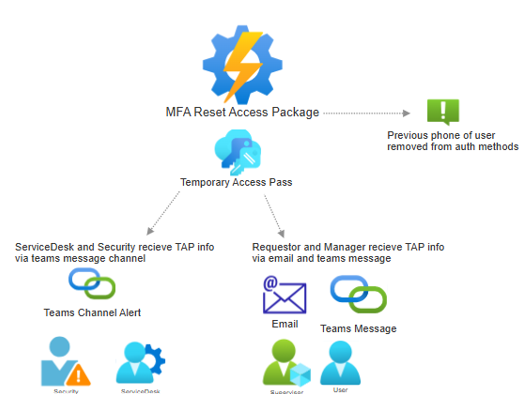 MFA Reset Access Package
Previous phone of user
removed from auth methods
Temporary Access Pass
ServiceDesk and Security recieve TAP info
via teams message channel
Requestor and Manager recieve TAP info
via email and teams message
Teams Channel Alert
Email
Teams Message
Security
ServiceDesk
Supervisor
User